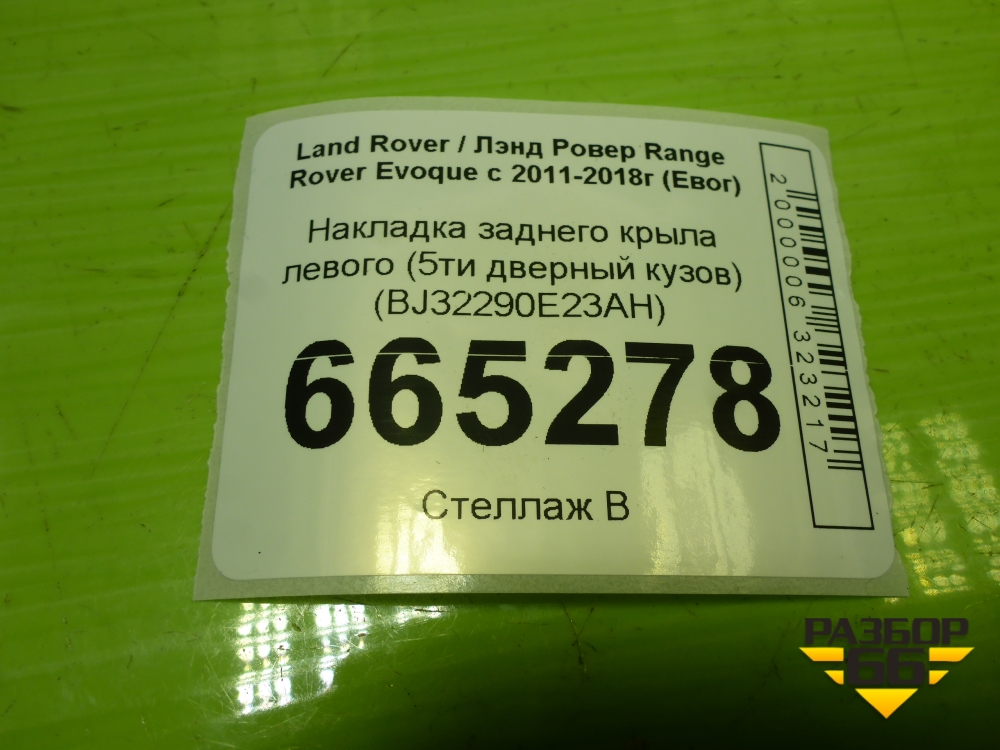 Land Rover / Лэнд Ровер Range
Rover Evoque с 2011-2018г (Евог)
Накладка заднего крыла
левого (5ти дверный кузов)
(BJ32290E23AH)
665278
Стеллаж В
2000006323217
РАЗБОР
66